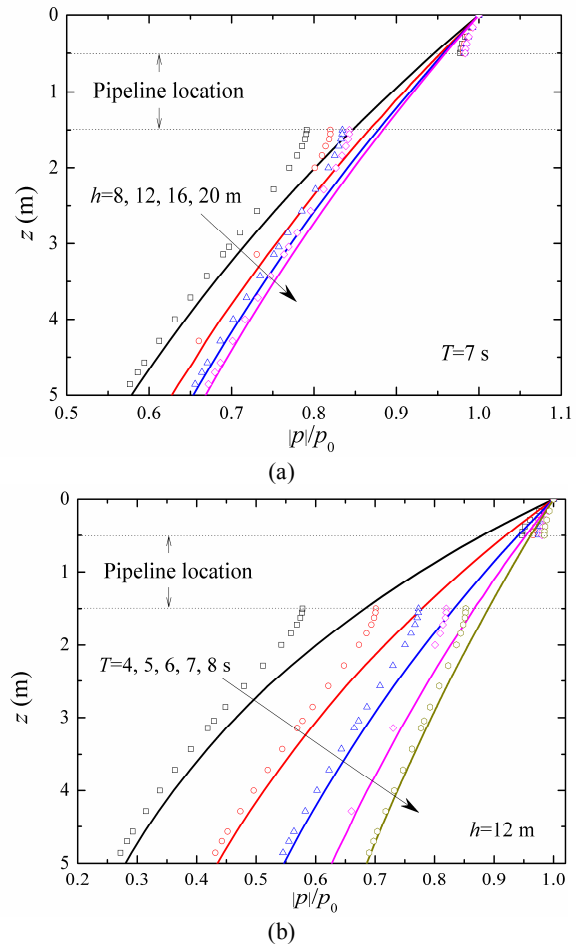 0
1
2
3
4
5
z (m)
Pipeline location
h=8, 12, 16, 20 m
T=7 s
0.5 0.6 0.7 0.8 0.9 1.0 1.1
|p|/p₀
(a)
0
1
2
3
4
5
z (m)
Pipeline location
T=4, 5, 6, 7, 8 s
h=12 m
0.2 0.3 0.4 0.5 0.6 0.7 0.8 0.9 1.0
|p|/p₀
(b)